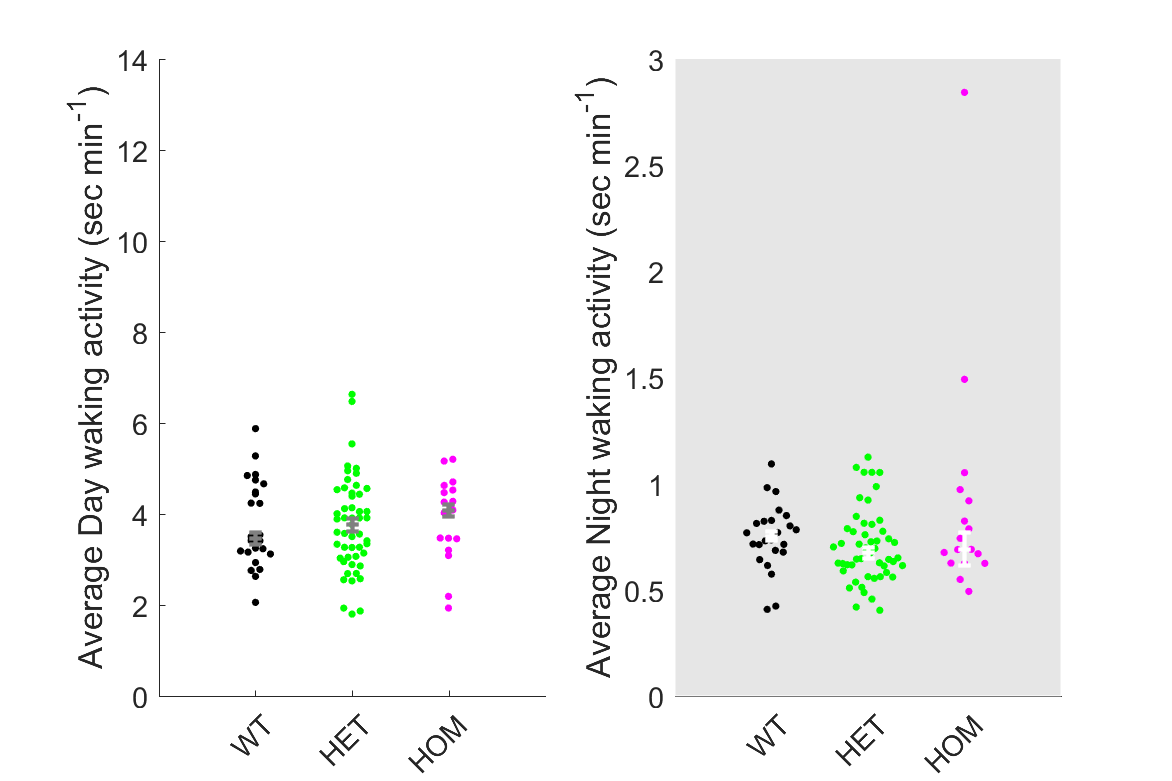 Average Day waking activity (sec min-1)
14
12
10
8
6
4
2
0
WT
HET
HOM
Average Night waking activity (sec min-1)
3
2.5
2
1.5
1
0.5
0
WT
HET
HOM